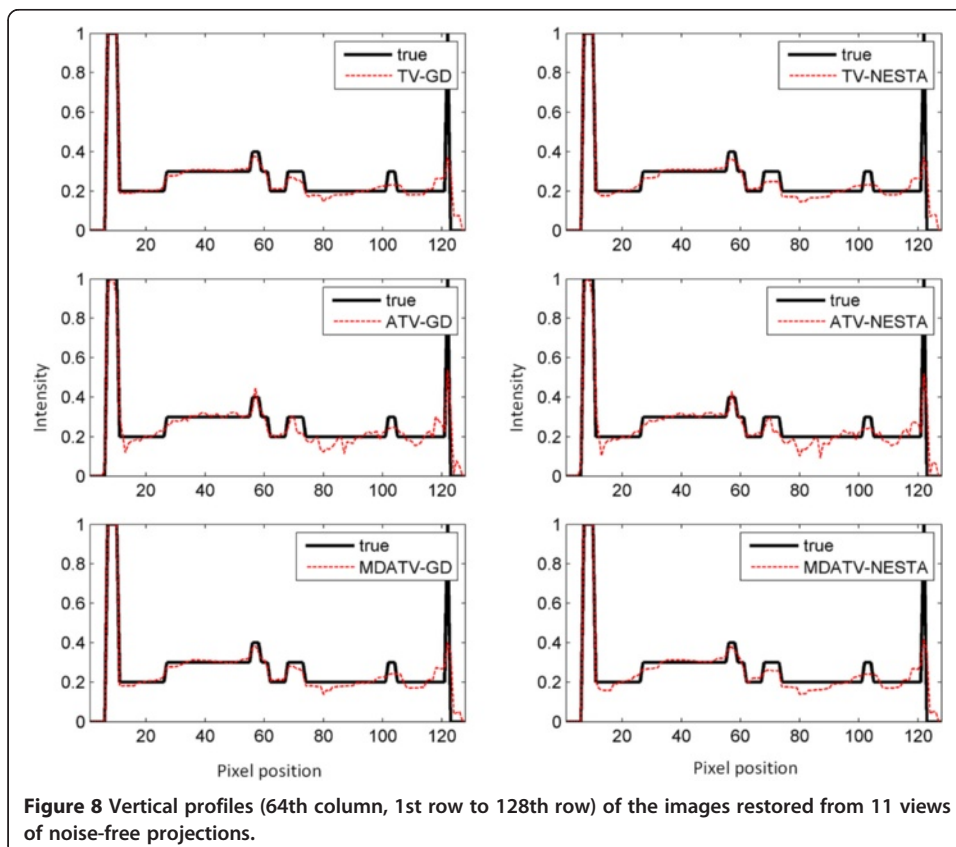 1
0.8
0.6
0.4
0.2
0
20 40 60 80 100 120
true
TV-GD
1
0.8
0.6
0.4
0.2
0
20 40 60 80 100 120
true
TV-NESTA
Intensity
1
0.8
0.6
0.4
0.2
0
20 40 60 80 100 120
true
ATV-GD
Intensity
1
0.8
0.6
0.4
0.2
0
20 40 60 80 100 120
true
ATV-NESTA
1
0.8
0.6
0.4
0.2
0
20 40 60 80 100 120
true
MDATV-GD
Pixel position
1
0.8
0.6
0.4
0.2
0
20 40 60 80 100 120
true
MDATV-NESTA
Pixel position
Figure 8 Vertical profiles (64th column, 1st row to 128th row) of the images restored from 11 views
of noise-free projections.